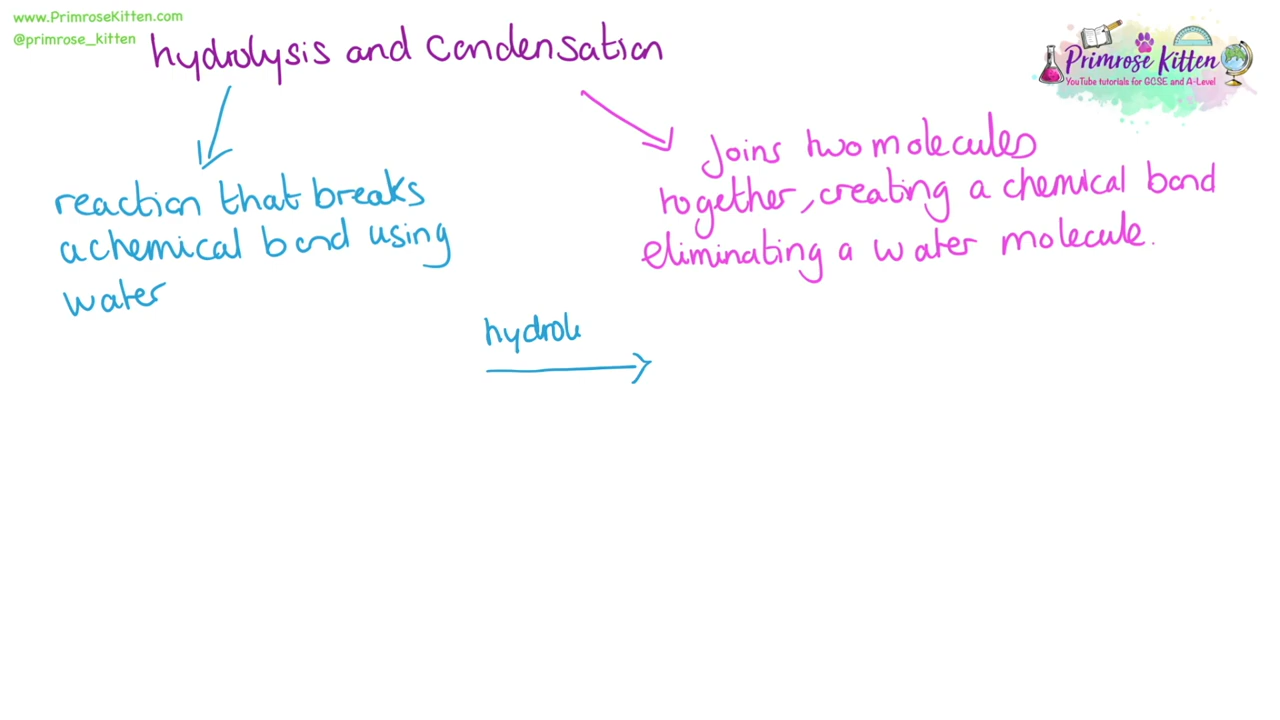 www.PrimroseKitten.com
@primrose_kitten
hydrolysis and Condensation
Primrose Kitten
YouTube tutorials for GCSE and A-Level
reaction that breaks
a chemical bond using
water
Joins two molecules
together, creating a chemical bond
eliminating a water molecule.
hydrol